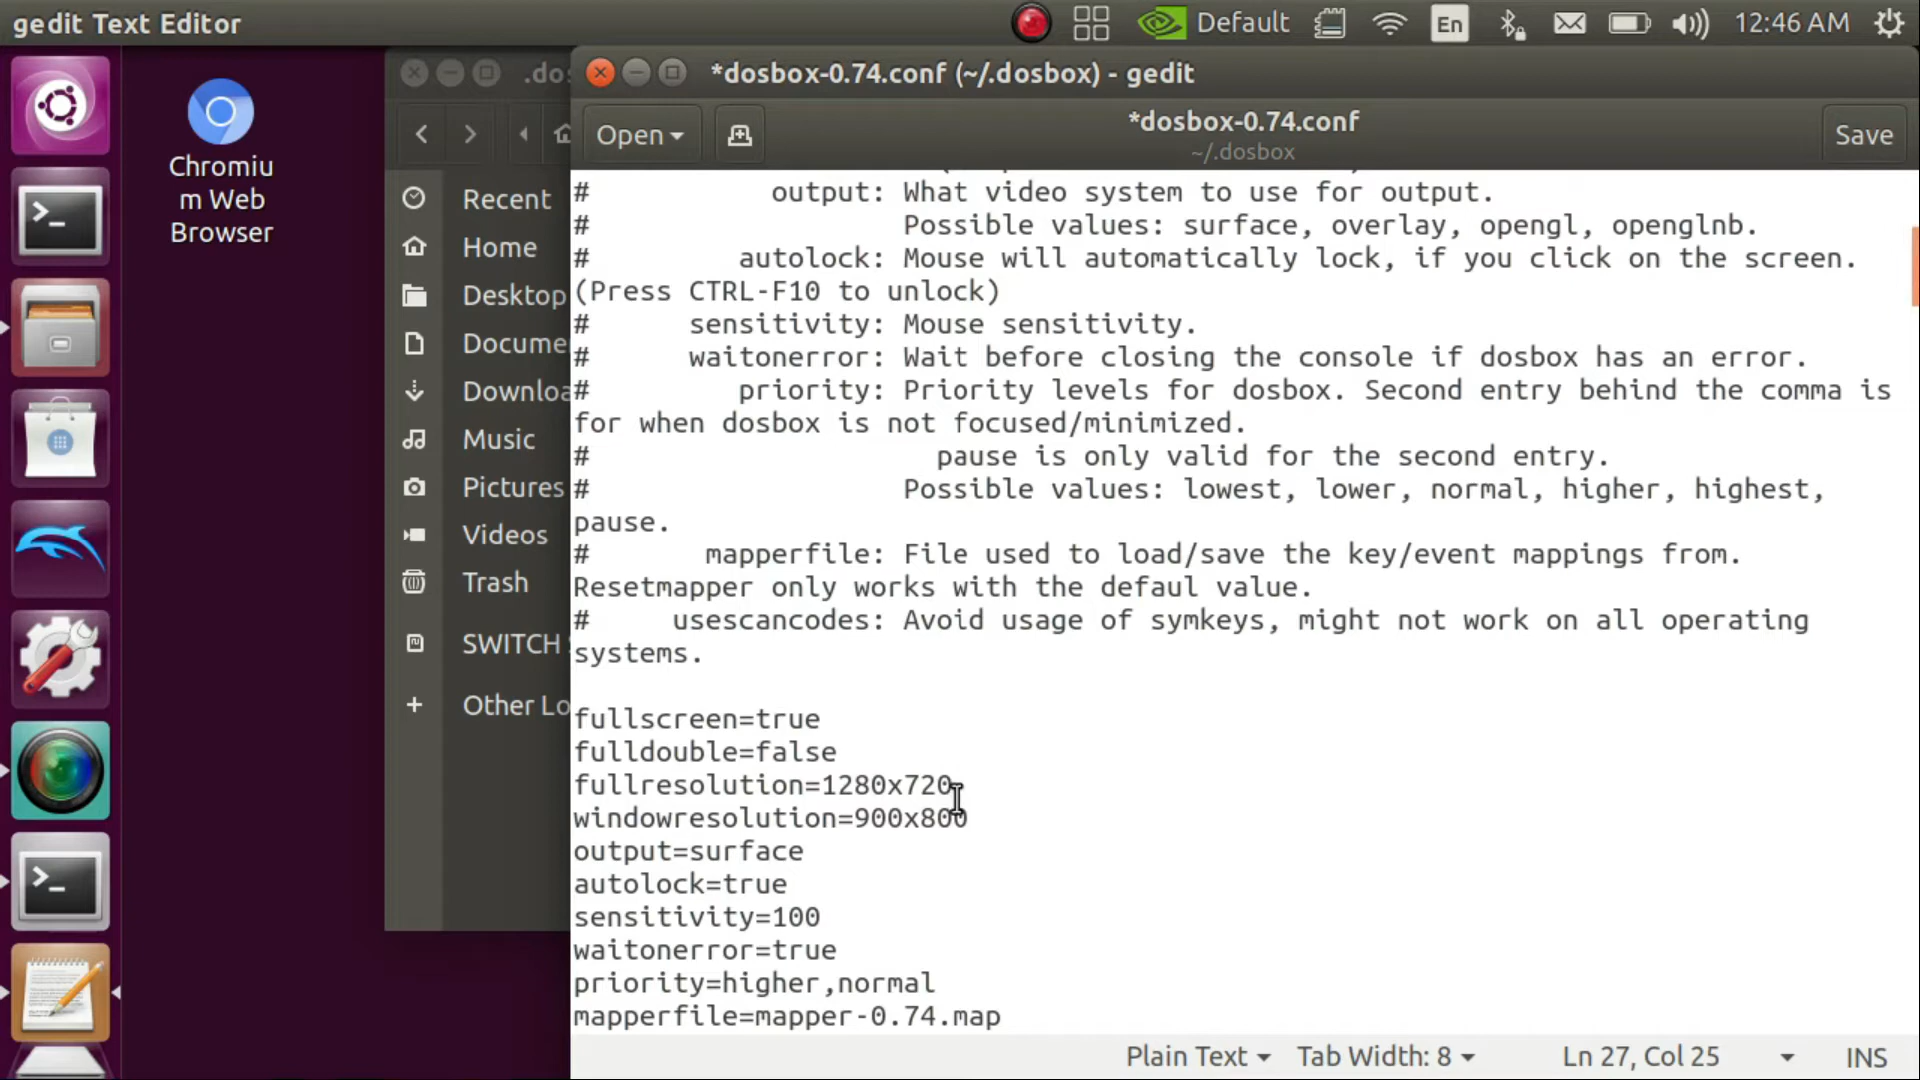 gedit Text Editor
Default
En
12:46 AM
Chromiu
m Web
Browser
.dos
Recent
Home
Desktop
Music
Pictures
Videos
Trash
SWITCH
*dosbox-0.74.conf (~/.dosbox) - gedit
Open
*dosbox-0.74.conf
~/.dosbox
Save
# output: What video system to use for output.
# Possible values: surface, overlay, opengl, openglnb.
# autolock: Mouse will automatically lock, if you click on the screen.
(Press CTRL-F10 to unlock)
# sensitivity: Mouse sensitivity.
# waitonerror: Wait before closing the console if dosbox has an error.
# priority: Priority levels for dosbox. Second entry behind the comma is
for when dosbox is not focused/minimized.
# pause is only valid for the second entry.
# Possible values: lowest, lower, normal, higher, highest,
pause.
# mapperfile: File used to load/save the key/event mappings from.
Resetmapper only works with the defaul value.
# usescancodes: Avoid usage of symkeys, might not work on all operating
systems.
fullscreen=true
fulldouble=false
fullresolution=1280x720
windowresolution=900x800
output=surface
autolock=true
sensitivity=100
waitonerror=true
priority=higher,normal
mapperfile=mapper-0.74.map
Plain Text
Tab Width: 8
Ln 27, Col 25
INS